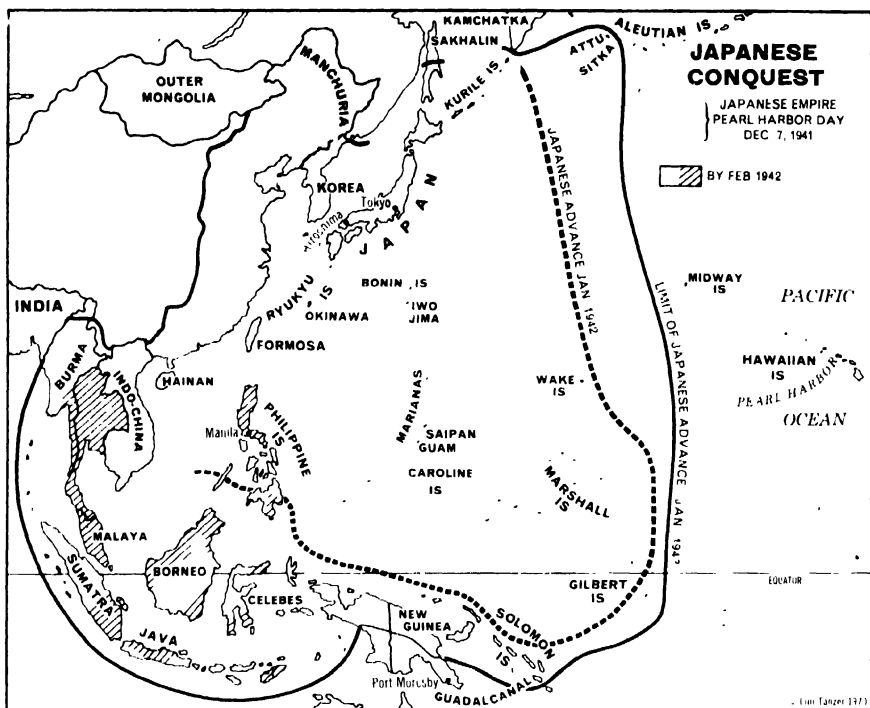 KAMCHATKA
ALEUTIAN IS
SAKHALIN
ATTU
SITKA
JAPANESE
CONQUEST
JAPANESE EMPIRE
PEARL HARBOR DAY
DEC 7, 1941
BY FEB 1942
OUTER
MONGOLIA
MANCHURIA
KURILE IS
KOREA
Tokyo
Hiroshima
JAPAN
JAPANESE ADVANCE JAN 1942
LIMIT OF JAPANESE ADVANCE JAN
MIDWAY
IS
PACIFIC
OCEAN
INDIA
RYUKYU
IS
BONIN IS
OKINAWA
IWO
JIMA
FORMOSA
BURMA
INDO-CHINA
HAINAN
HAWAIIAN
IS
PEARL HARBOR
WAKE
IS
MARIANAS
Manila
PHILIPPINE
IS
SAIPAN
GUAM
CAROLINE
IS
MARSHALL
IS
MALAYA
SUMATRA
BORNEO
CELEBES
GILBERT
IS
EQUATOR
NEW
GUINEA
SOLOMON
IS
JAVA
Port Moresby
GUADALCANAL
Tanzer